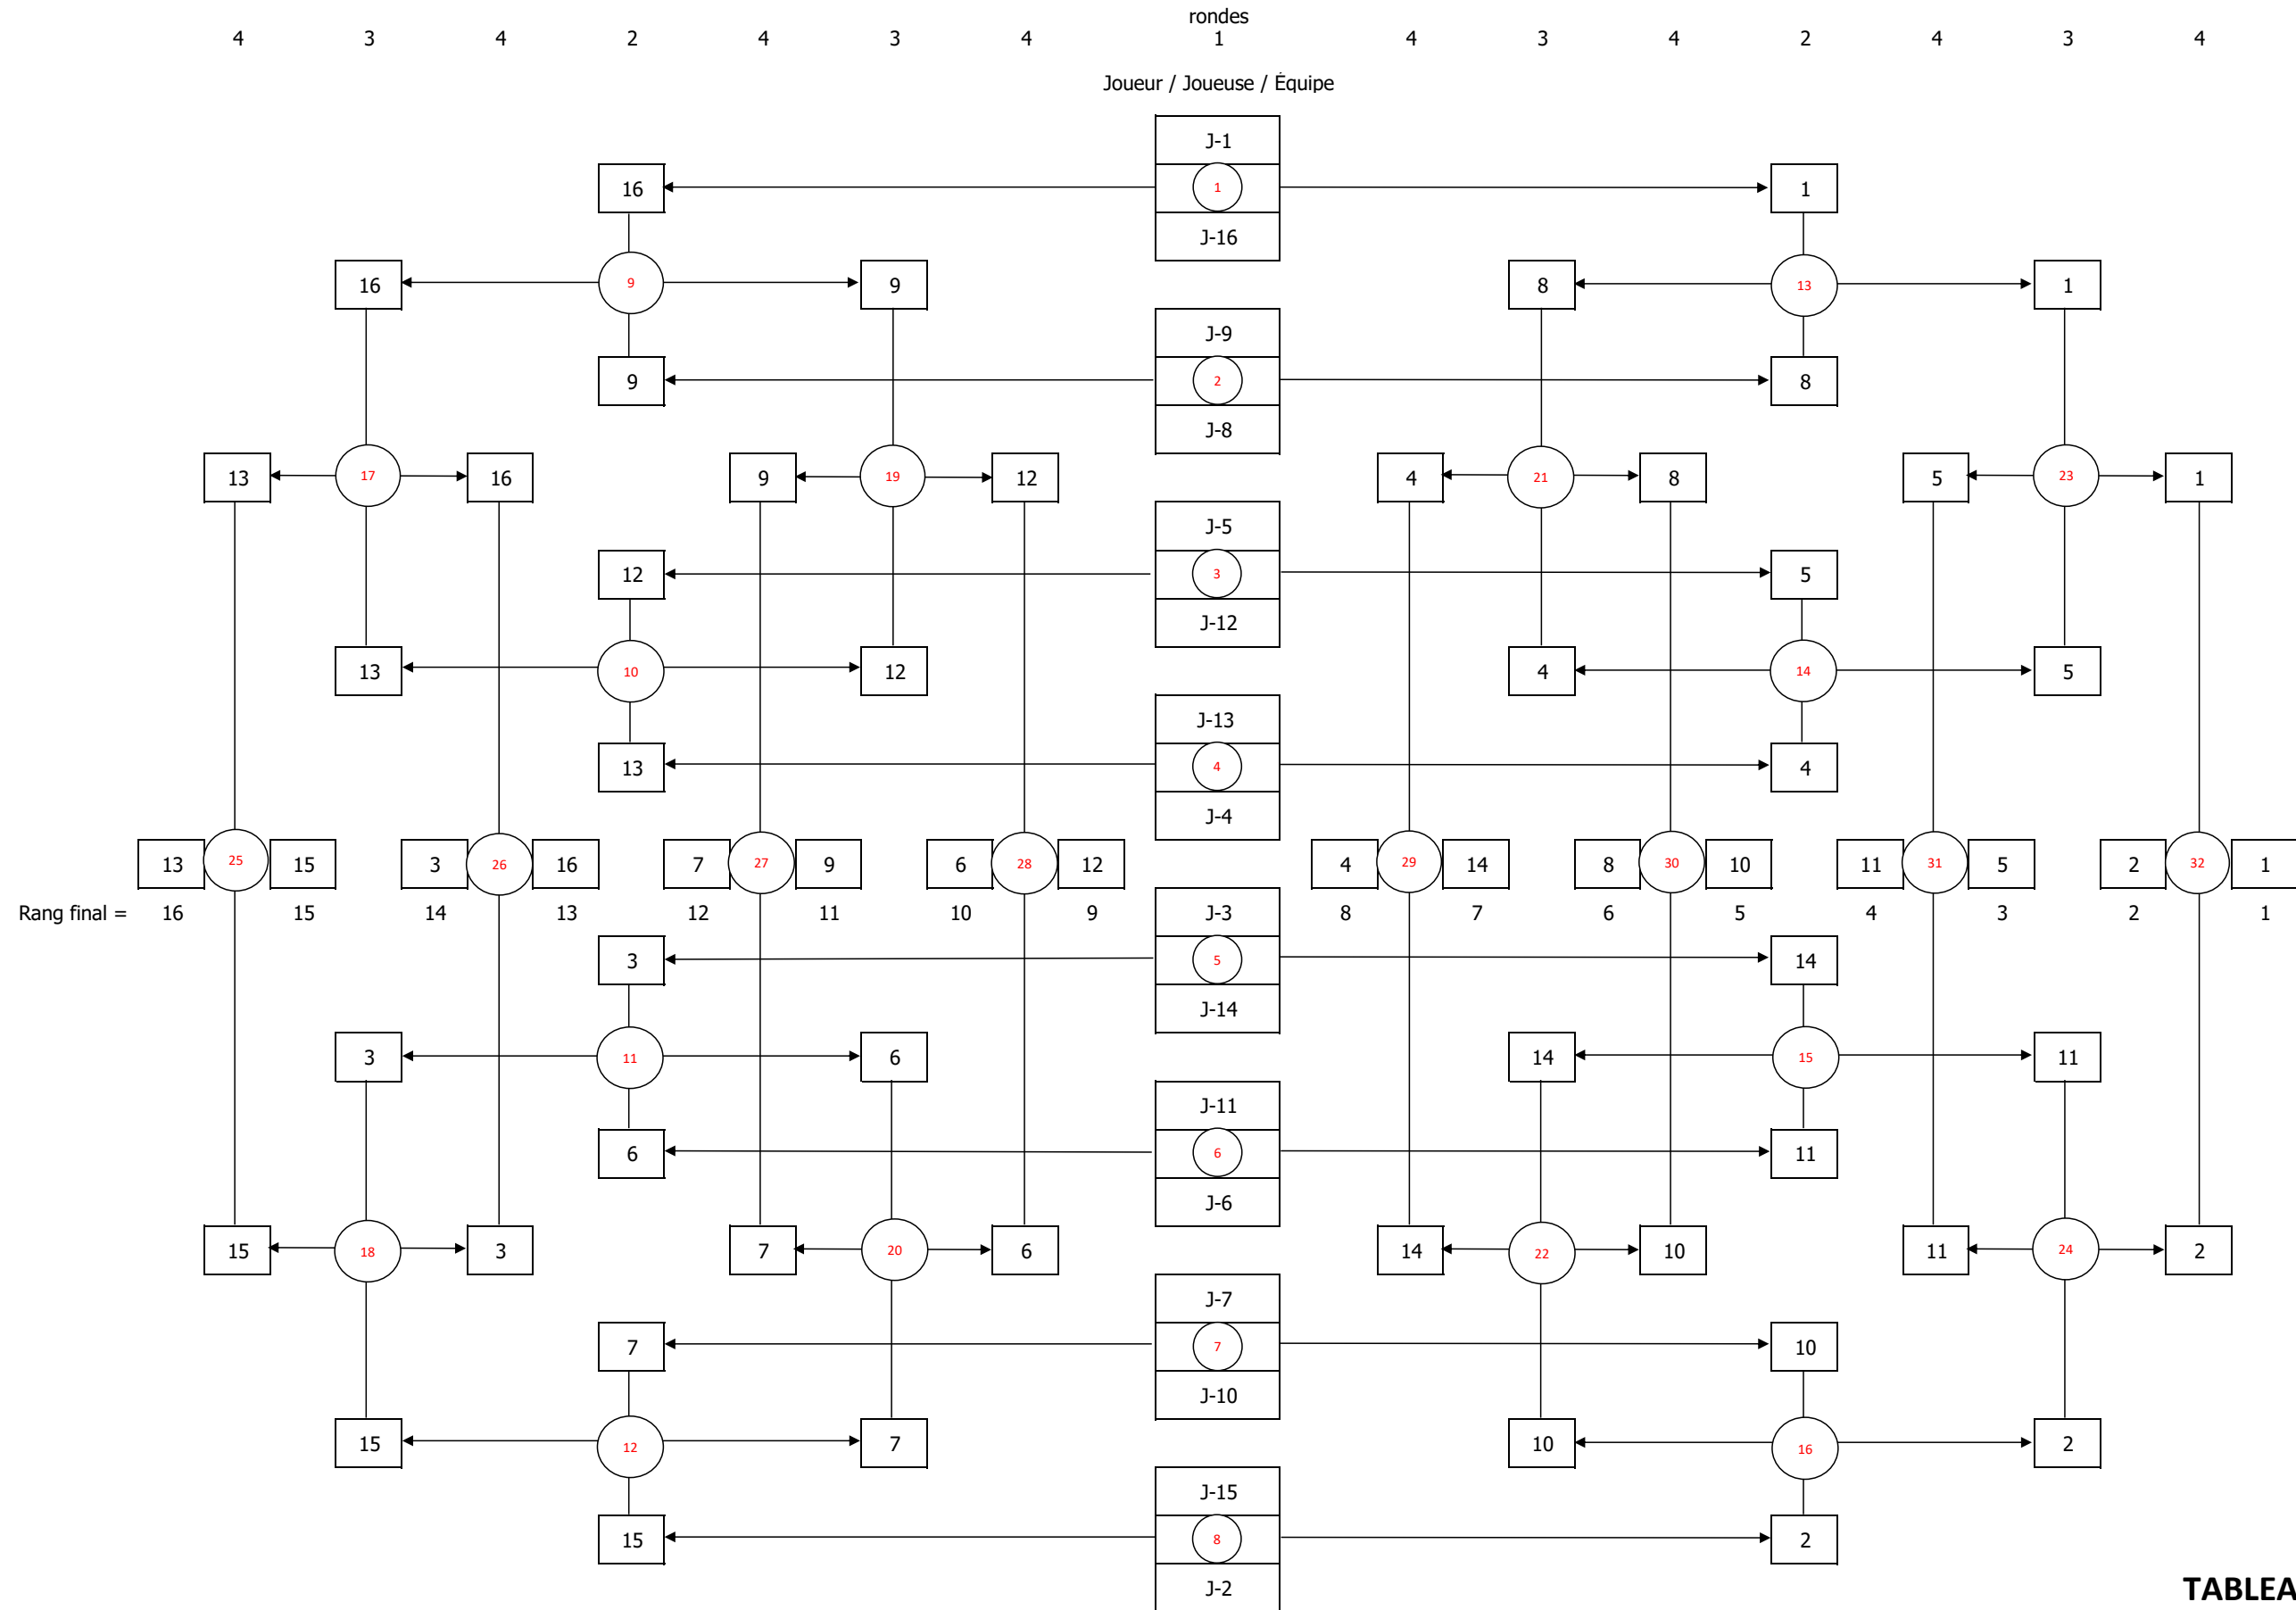 rondes
4 3 4 2 4 3 4 1 4 3 4 2 4 3 4
Joueur / Joueuse / Équipe
J-1
16 1 1
J-16
16 9 9 8 13 1
J-9
9 2 8
J-8
13 17 16 9 19 12 4 21 8 5 23 1
J-5
12 3 5
J-12
13 10 12 4 14 5
J-13
13 4 4
J-4
13 25 15 3 26 16 7 27 9 6 28 12 4 29 14 8 30 10 11 31 5 2 32 1
Rang final = 16 15 14 13 12 11 10 9 J-3 8 7 6 5 4 3 2 1
3 5 14
J-14
3 11 6 14 15 11
J-11
6 6 11
J-6
15 18 3 7 20 6 14 22 10 11 24 2
J-7
7 7 10
J-10
15 12 7 10 16 2
J-15
15 8 2
J-2
TABLEA